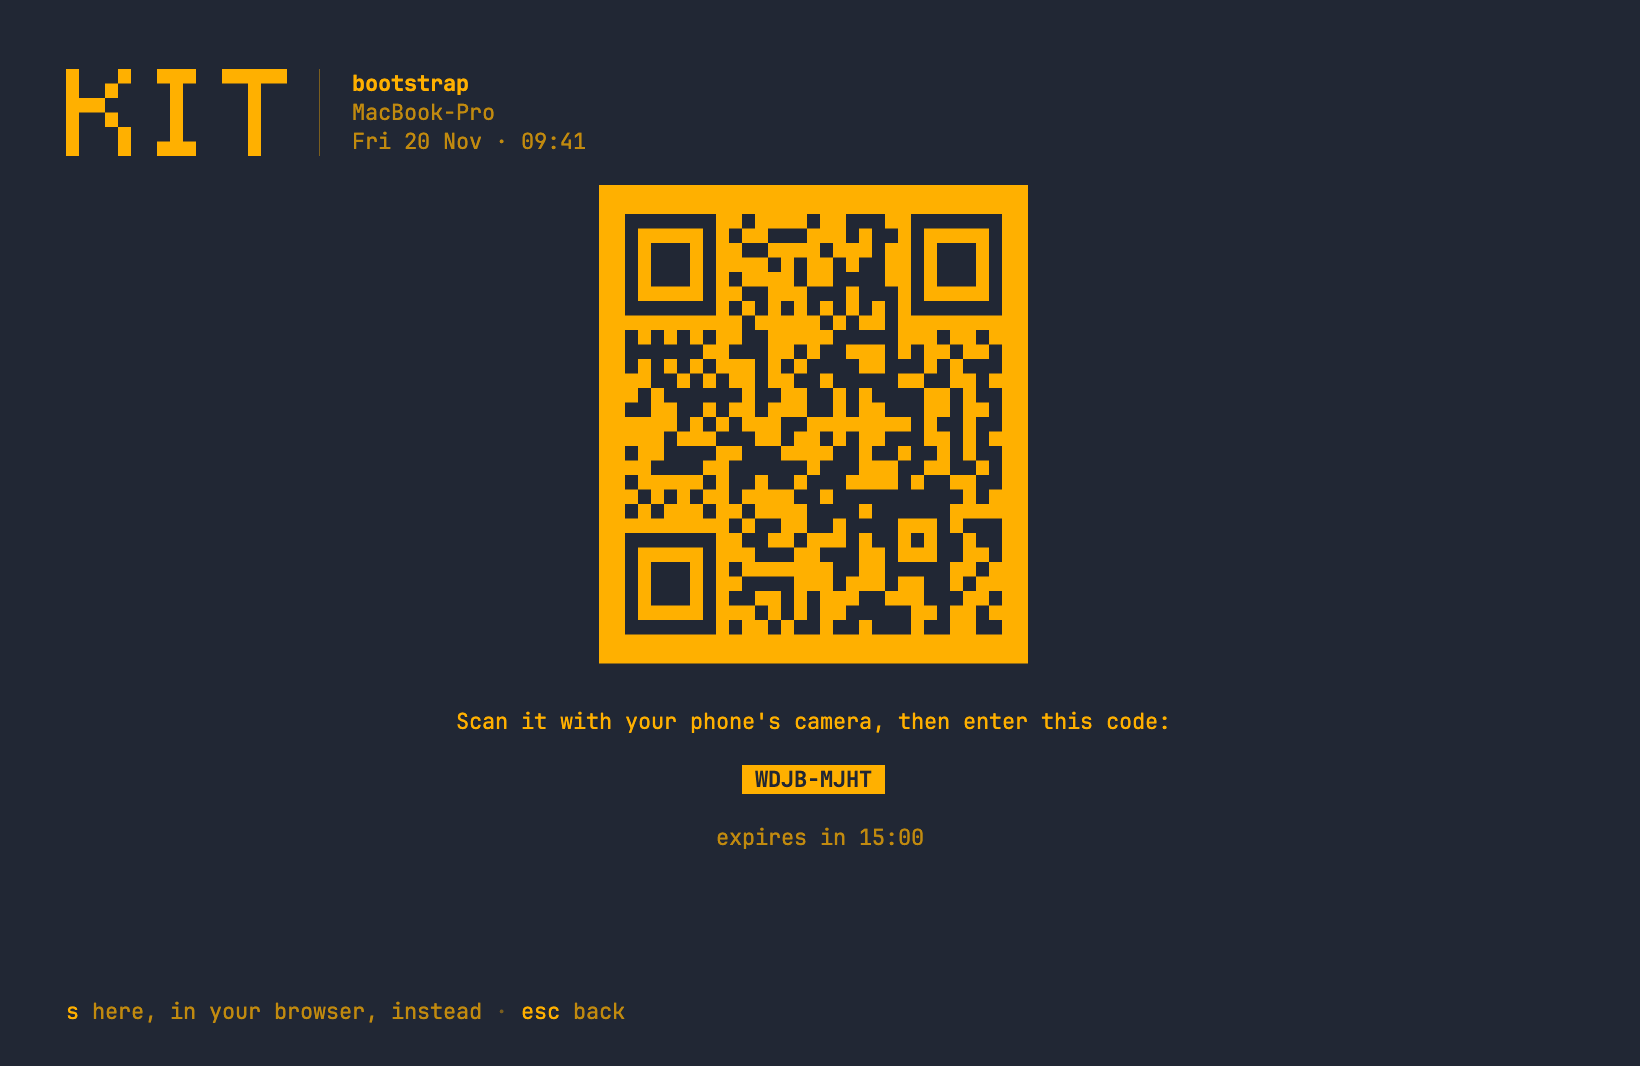 KIT
bootstrap
MacBook-Pro
Fri 20 Nov · 09:41
Scan it with your phone's camera, then enter this code:
WDJB-MJHT
expires in 15:00
s here, in your browser, instead · esc back